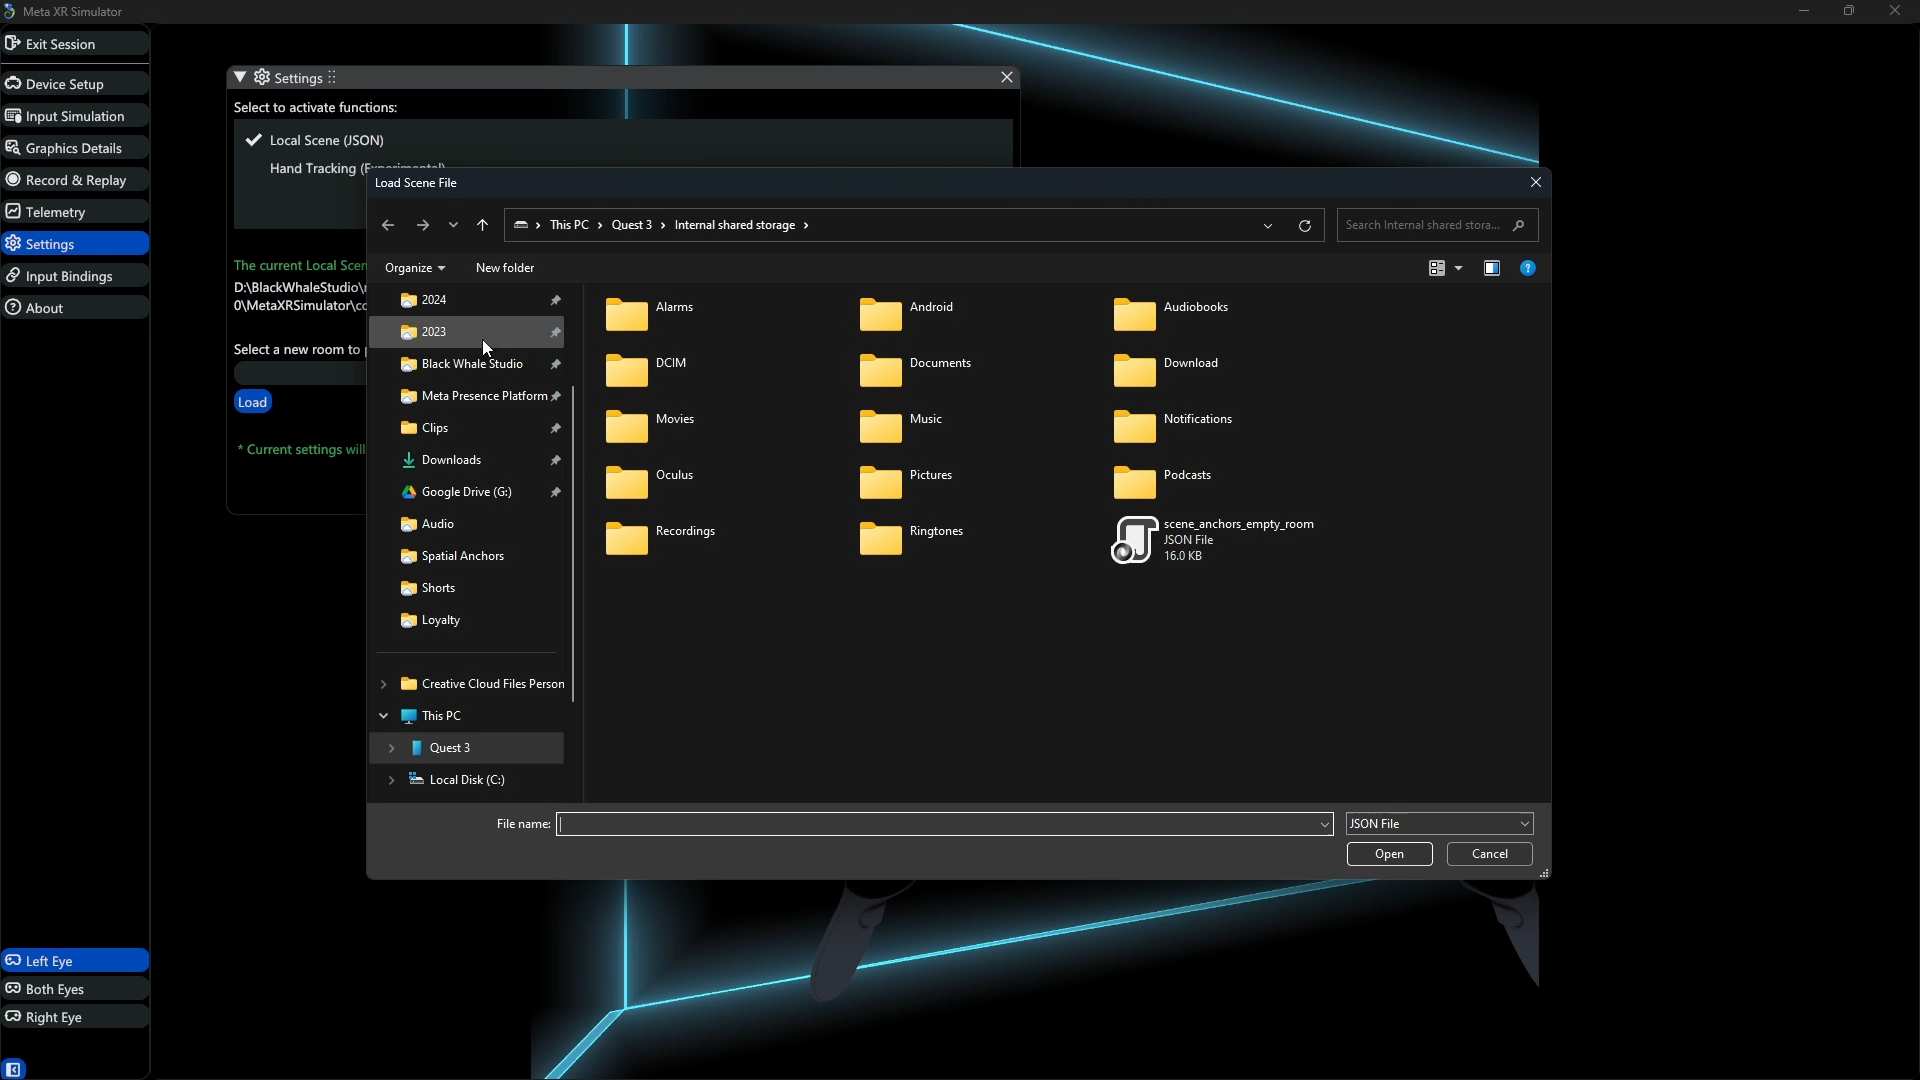 Meta XR Simulator
Exit Session
Device Setup
Input Simulation
Graphics Details
Record & Replay
Telemetry
Settings
Input Bindings
About
Left Eye
Both Eyes
Right Eye
Settings
Select to activate functions:
Local Scene (JSON)
Hand Tracking (Experimental)
The current Local Scen
D:\BlackWhaleStudio\
0\MetaXRSimulator\co
Select a new room to
Load
* Current settings will
Load Scene File
This PC > Quest 3 > Internal shared storage >
Search Internal shared stora...
Organize
New folder
2024
2023
Black Whale Studio
Meta Presence Platform
Clips
Downloads
Google Drive (G:)
Audio
Spatial Anchors
Shorts
Loyalty
Creative Cloud Files Person
This PC
Quest 3
Local Disk (C:)
Alarms
Android
Audiobooks
DCIM
Documents
Download
Movies
Music
Notifications
Oculus
Pictures
Podcasts
Recordings
Ringtones
scene_anchors_empty_room
JSON File
16.0 KB
File name:
JSON File
Open
Cancel